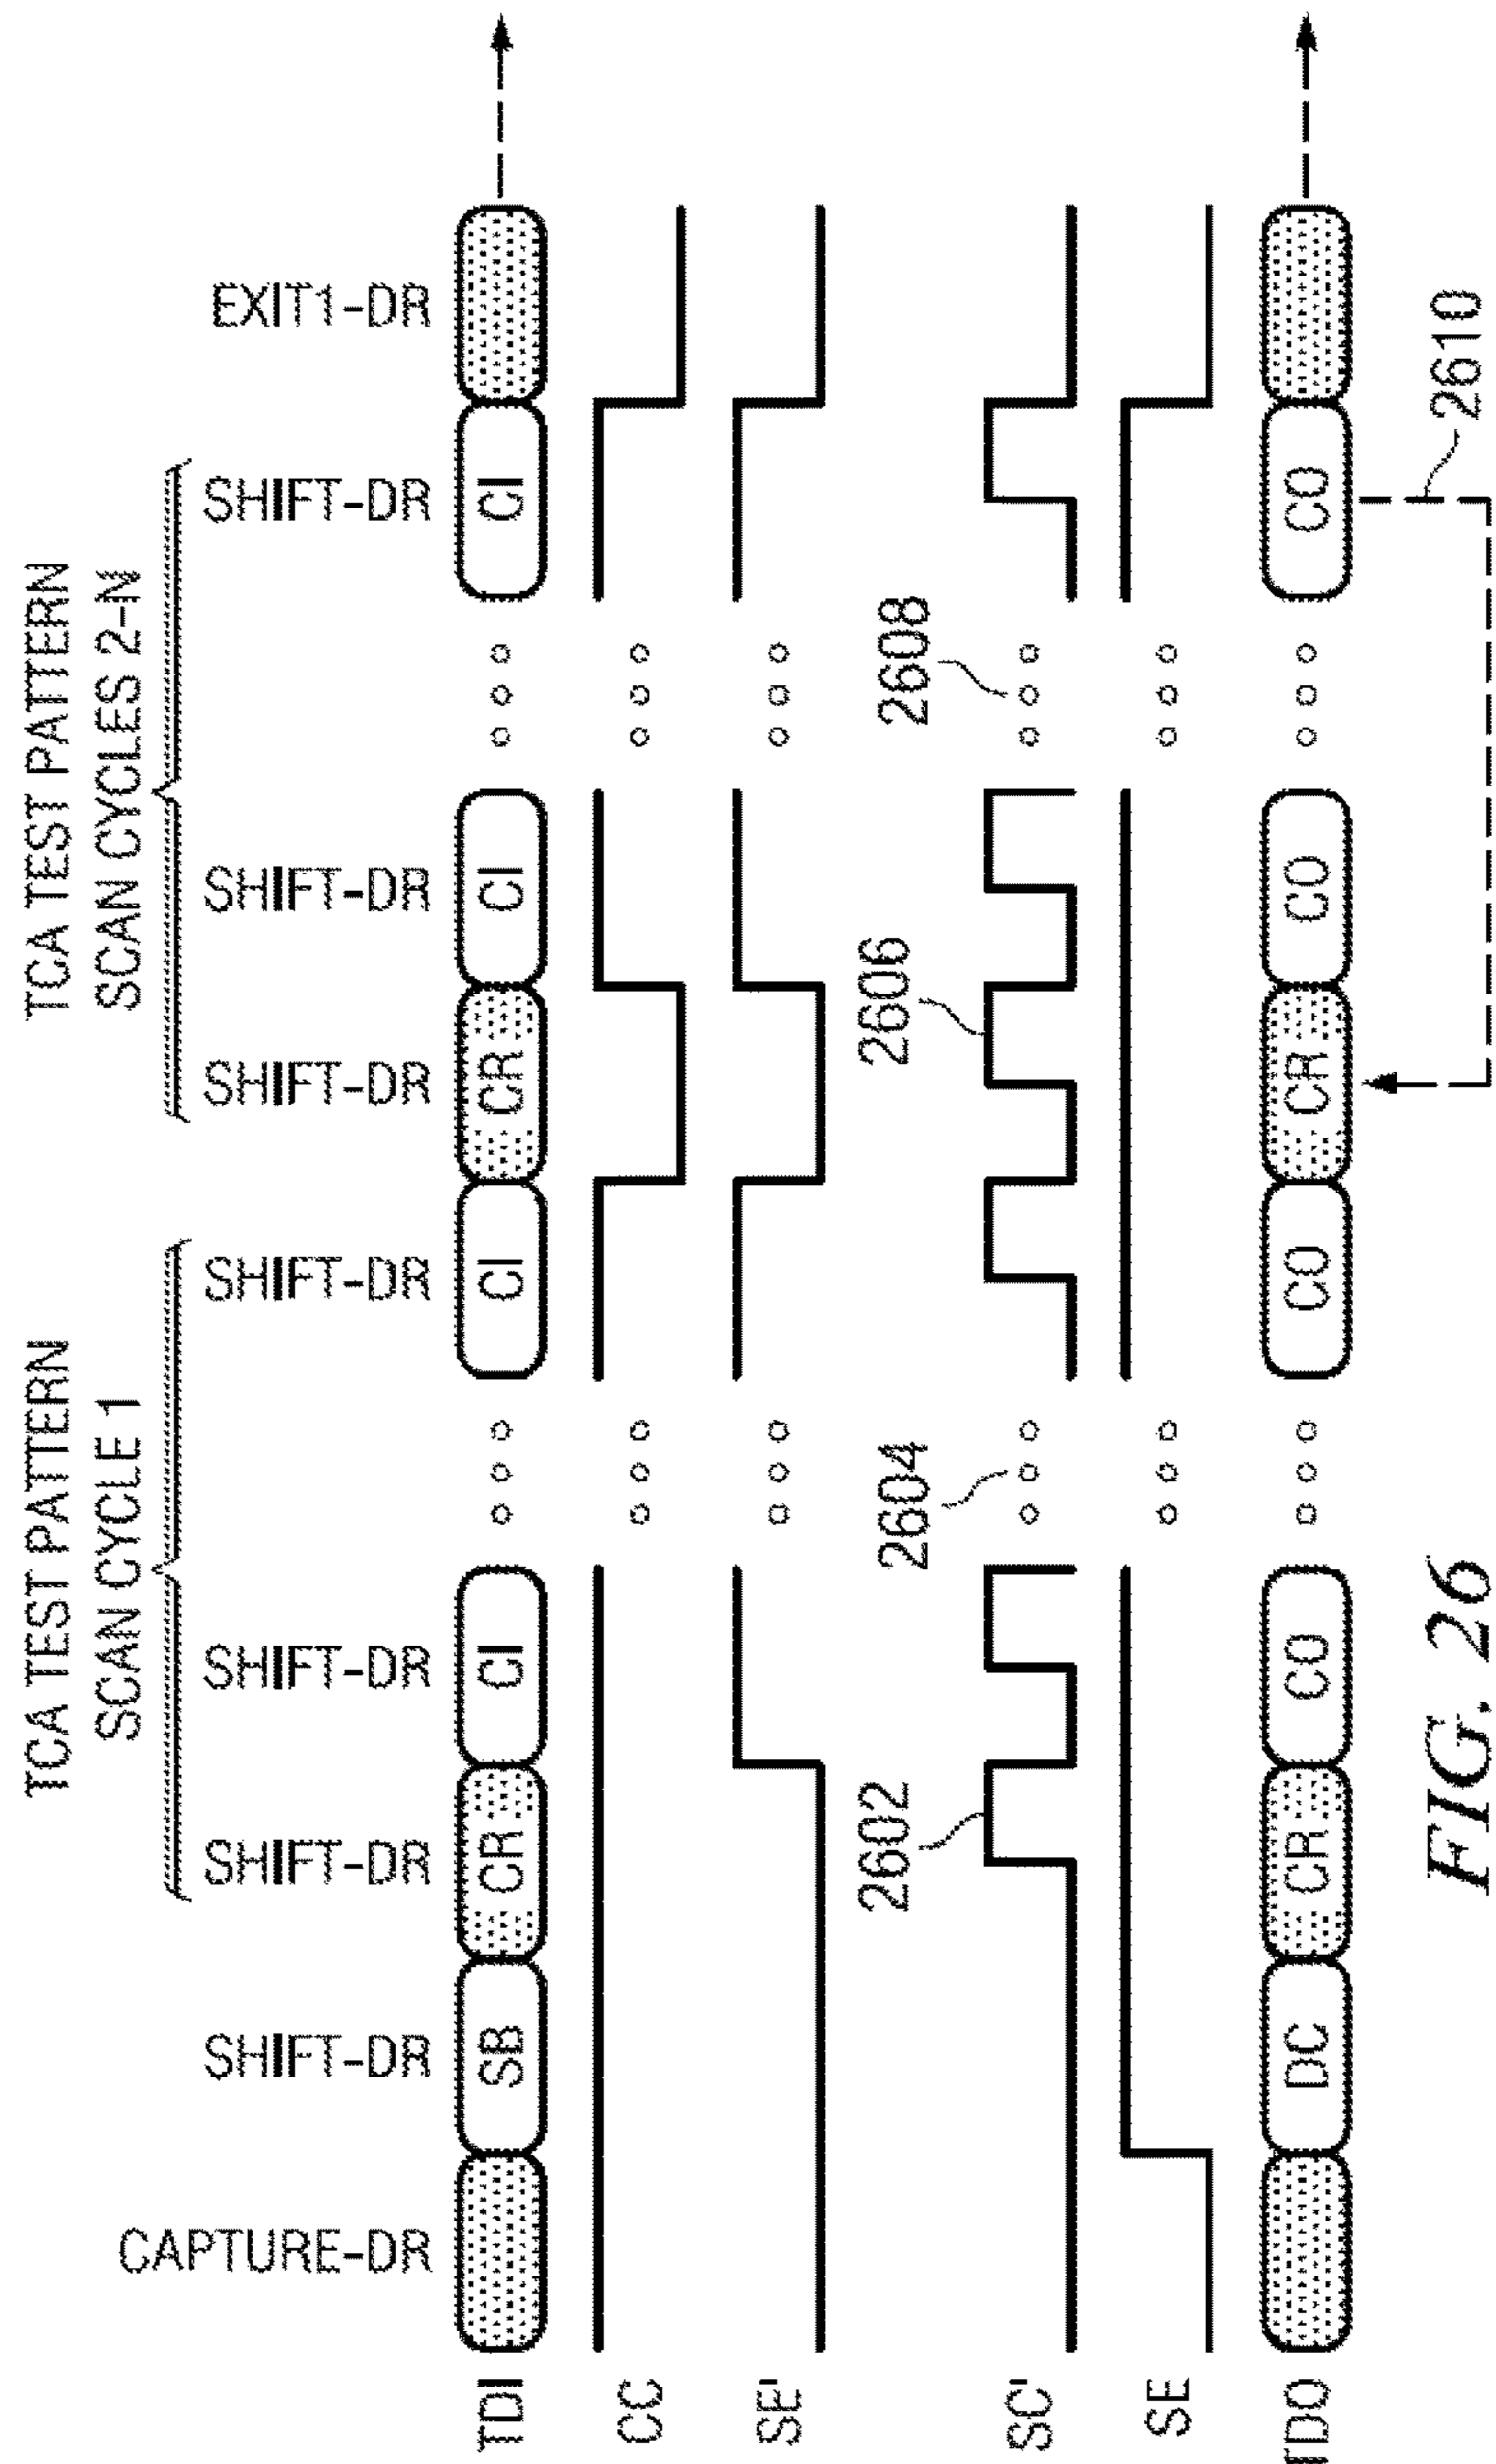 TCA TEST PATTERN
SCAN CYCLE 1
TCA TEST PATTERN
SCAN CYCLES 2-N
CAPTURE-DR
SHIFT-DR
SHIFT-DR
SHIFT-DR
SHIFT-DR
SHIFT-DR
SHIFT-DR
SHIFT-DR
EXIT1-DR
TDI
SB
CR
CI
CI
CR
CI
CI
CC
SE'
2602
2604
2606
2608
SC'
SE
TDO
DC
CR
CO
CO
CR
CO
CO
2610
FIG. 26